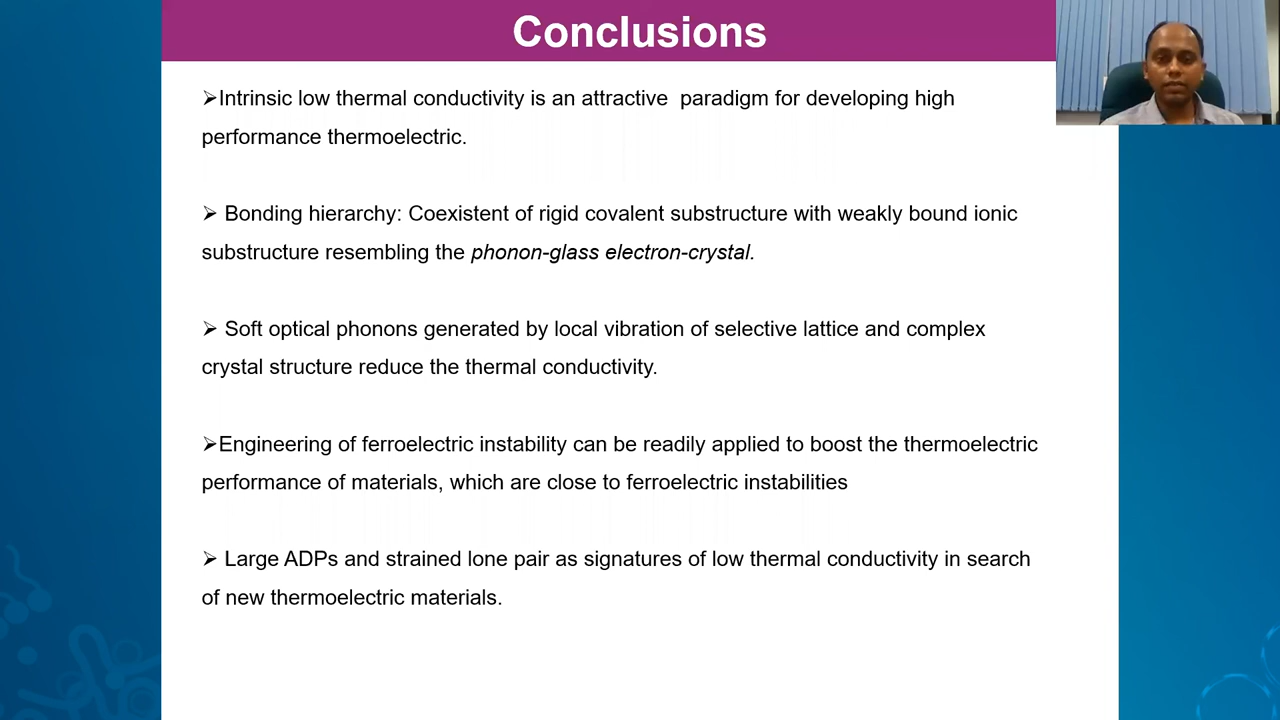 Conclusions
➢Intrinsic low thermal conductivity is an attractive  paradigm for developing high
performance thermoelectric.
➢ Bonding hierarchy: Coexistent of rigid covalent substructure with weakly bound ionic
substructure resembling the phonon-glass electron-crystal.
➢ Soft optical phonons generated by local vibration of selective lattice and complex
crystal structure reduce the thermal conductivity.
➢Engineering of ferroelectric instability can be readily applied to boost the thermoelectric
performance of materials, which are close to ferroelectric instabilities
➢ Large ADPs and strained lone pair as signatures of low thermal conductivity in search
of new thermoelectric materials.